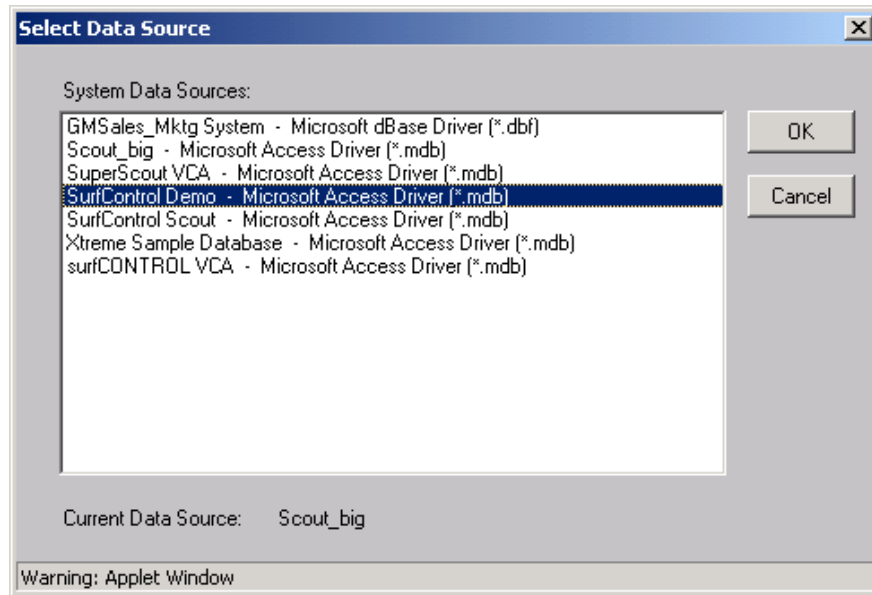 Select Data Source
System Data Sources:
GMSales_Mktg System - Microsoft dBase Driver (*.dbf)
Scout_big - Microsoft Access Driver (*.mdb)
SuperScout VCA - Microsoft Access Driver (*.mdb)
SurfControl Demo - Microsoft Access Driver (*.mdb)
SurfControl Scout - Microsoft Access Driver (*.mdb)
Xtreme Sample Database - Microsoft Access Driver (*.mdb)
surfCONTROL VCA - Microsoft Access Driver (*.mdb)
OK
Cancel
Current Data Source: Scout_big
Warning: Applet Window